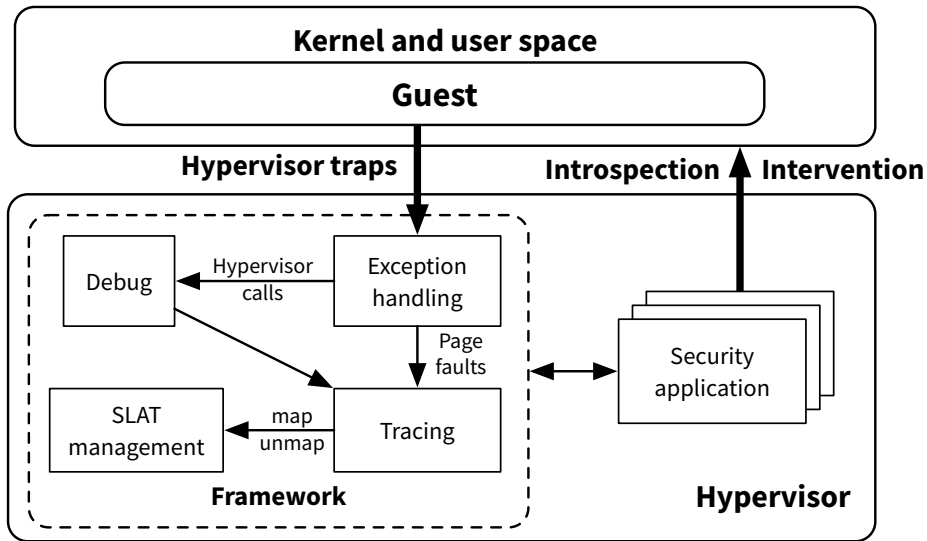 Kernel and user space
Guest
Hypervisor traps
Introspection
Intervention
Debug
Hypervisor
calls
Exception
handling
Page
faults
Security
application
SLAT
management
map
unmap
Tracing
Framework
Hypervisor